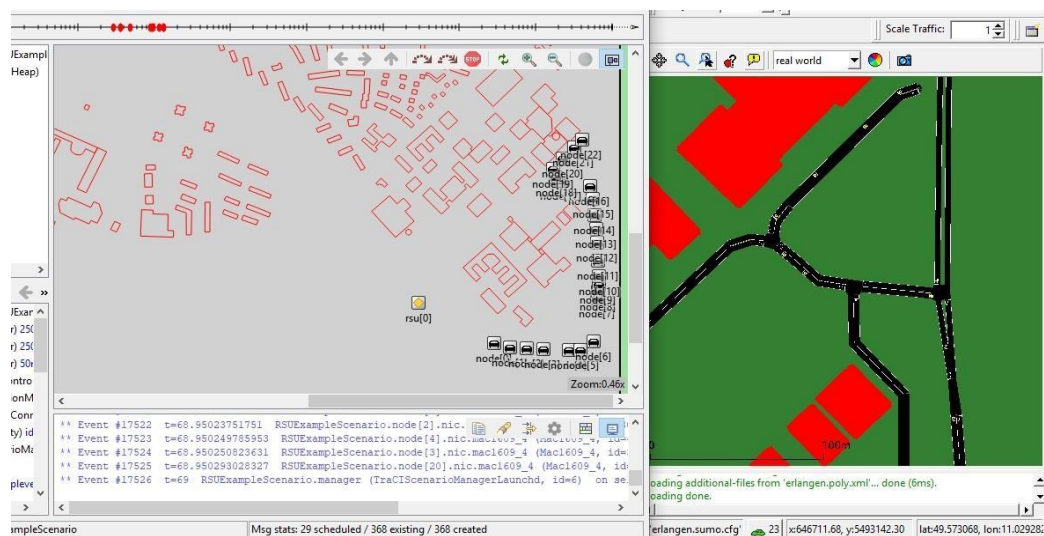 JExampl
Heap)
>
»
JExar
r) 250
r) 250
r) 50r
ontro
ionM
Conr
ty) id
ioMa
pleve
STOP
node[22]
node[21]
node[20]
node[19]
node[18]
node[16]
node[15]
node[14]
node[13]
node[12]
node[11]
node[10]
node[9]
node[8]
node[7]
rsu[0]
node[6]
node[5]
Zoom:0.46x
** Event #17522 t=68.95023751751 RSUExampleScenario.node[2].nic.
** Event #17523 t=68.950249785953 RSUExampleScenario.node[4].nic.mac1609_4 (Mac1609_4, id=
** Event #17524 t=68.950250823631 RSUExampleScenario.node[3].nic.mac1609_4 (Mac1609_4, id=
** Event #17525 t=68.950293028327 RSUExampleScenario.node[20].nic.mac1609_4 (Mac1609_4, id
** Event #17526 t=69 RSUExampleScenario.manager (TraCIScenarioManagerLaunchd, id=6) on se
ampleScenario
Msg stats: 29 scheduled / 368 existing / 368 created
Scale Traffic: 1
real world
0 100m
oading additional-files from 'erlangen.poly.xml'... done (6ms).
oading done.
'erlangen.sumo.cfg'
23
x:646711.68, y:5493142.30
lat:49.573068, lon:11.029282